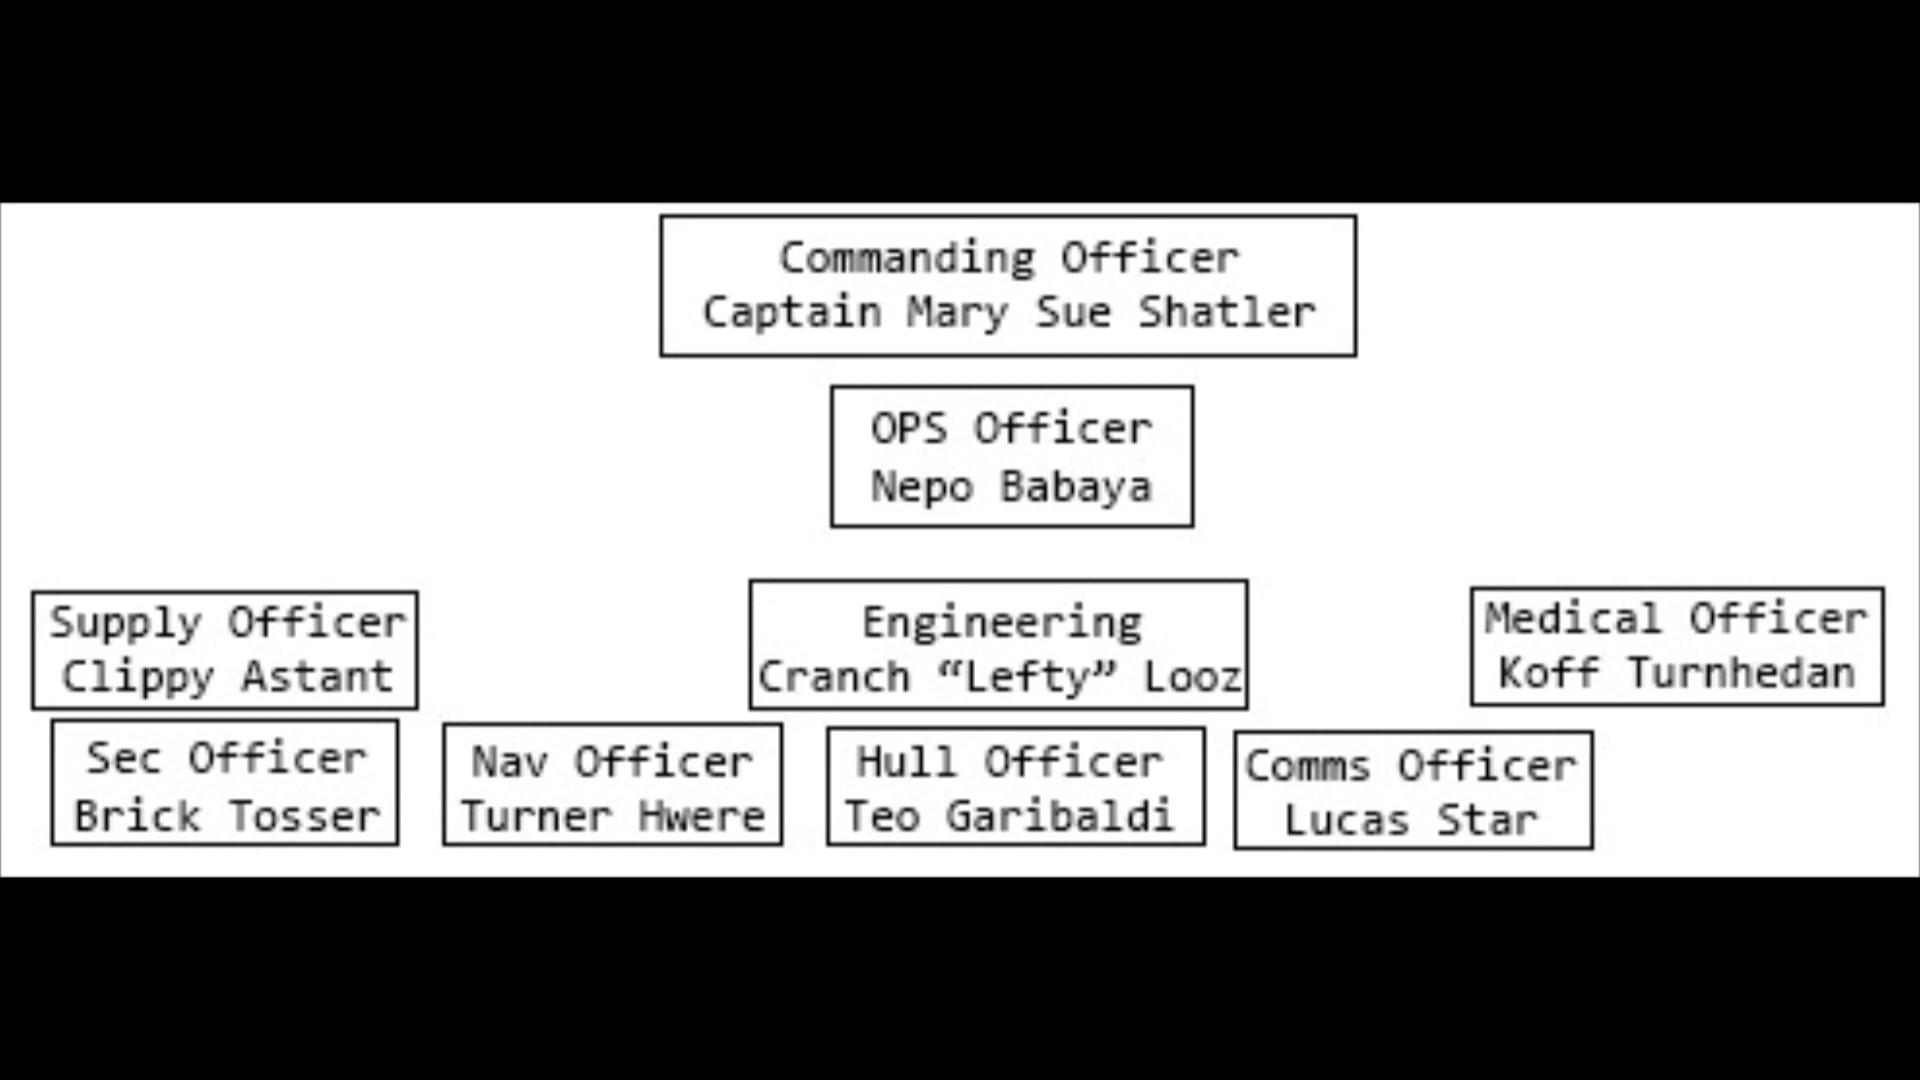 Commanding Officer
Captain Mary Sue Shatler
OPS Officer
Nepo Babaya
Supply Officer
Clippy Astant
Engineering
Cranch “Lefty” Looz
Medical Officer
Koff Turnhedan
Sec Officer
Brick Tosser
Nav Officer
Turner Hwere
Hull Officer
Teo Garibaldi
Comms Officer
Lucas Star